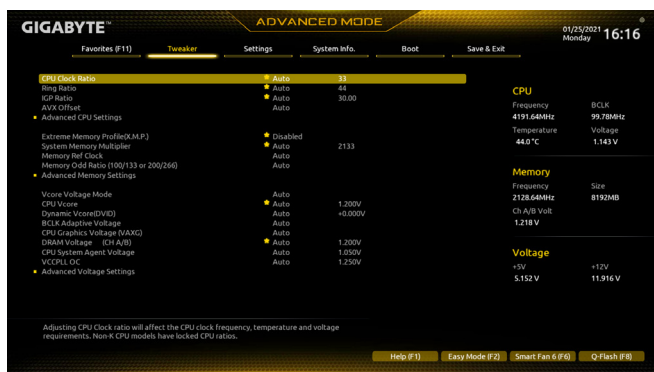 GIGABYTE™
ADVANCED MODE
01/25/2021 Monday 16:16
Favorites (F11) Tweaker Settings System Info. Boot Save & Exit
CPU Clock Ratio Auto 33
Ring Ratio Auto 44
IGP Ratio Auto 30.00
AVX Offset Auto
Advanced CPU Settings
Extreme Memory Profile(X.M.P.) Disabled
System Memory Multiplier Auto 2133
Memory Ref Clock Auto
Memory Odd Ratio (100/133 or 200/266) Auto
Advanced Memory Settings
Vcore Voltage Mode Auto
CPU Vcore Auto 1.200V
Dynamic Vcore(DVID) Auto +0.000V
BCLK Adaptive Voltage Auto
CPU Graphics Voltage (VAXG) Auto
DRAM Voltage (CH A/B) Auto 1.200V
CPU System Agent Voltage Auto 1.050V
VCCPLL OC Auto 1.250V
Advanced Voltage Settings
CPU
Frequency BCLK
4191.64MHz 99.78MHz
Temperature Voltage
44.0 °C 1.143 V
Memory
Frequency Size
2128.64MHz 8192MB
Ch A/B Volt
1.218 V
Voltage
+5V +12V
5.152 V 11.916 V
Adjusting CPU Clock ratio will affect the CPU clock frequency, temperature and voltage
requirements. Non-K CPU models have locked CPU ratios.
Help (F1) Easy Mode (F2) Smart Fan 6 (F6) Q-Flash (F8)